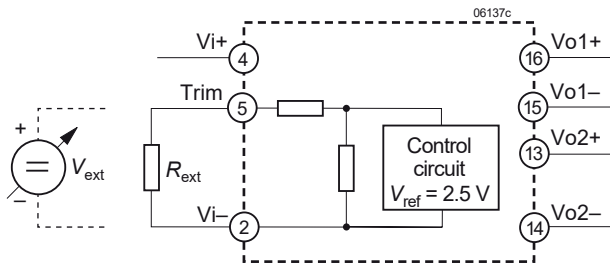 06137c
Vi+
4
Vo1+
16
Trim
5
Vo1–
15
Vo2+
13
+
Vext
–
Rext
Control
circuit
Vref = 2.5 V
Vi–
2
Vo2–
14